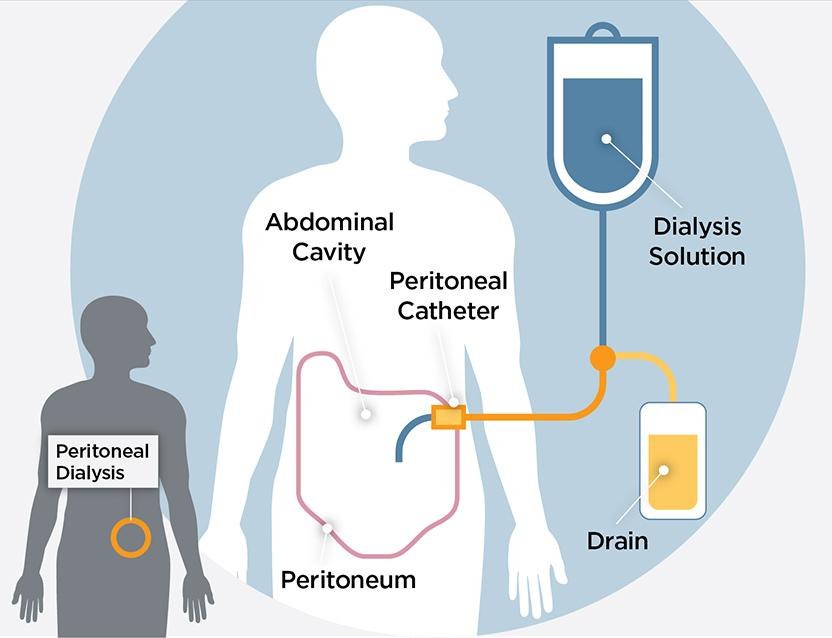 Abdominal
Cavity
Peritoneal
Catheter
Dialysis
Solution
Peritoneal
Dialysis
Drain
Peritoneum